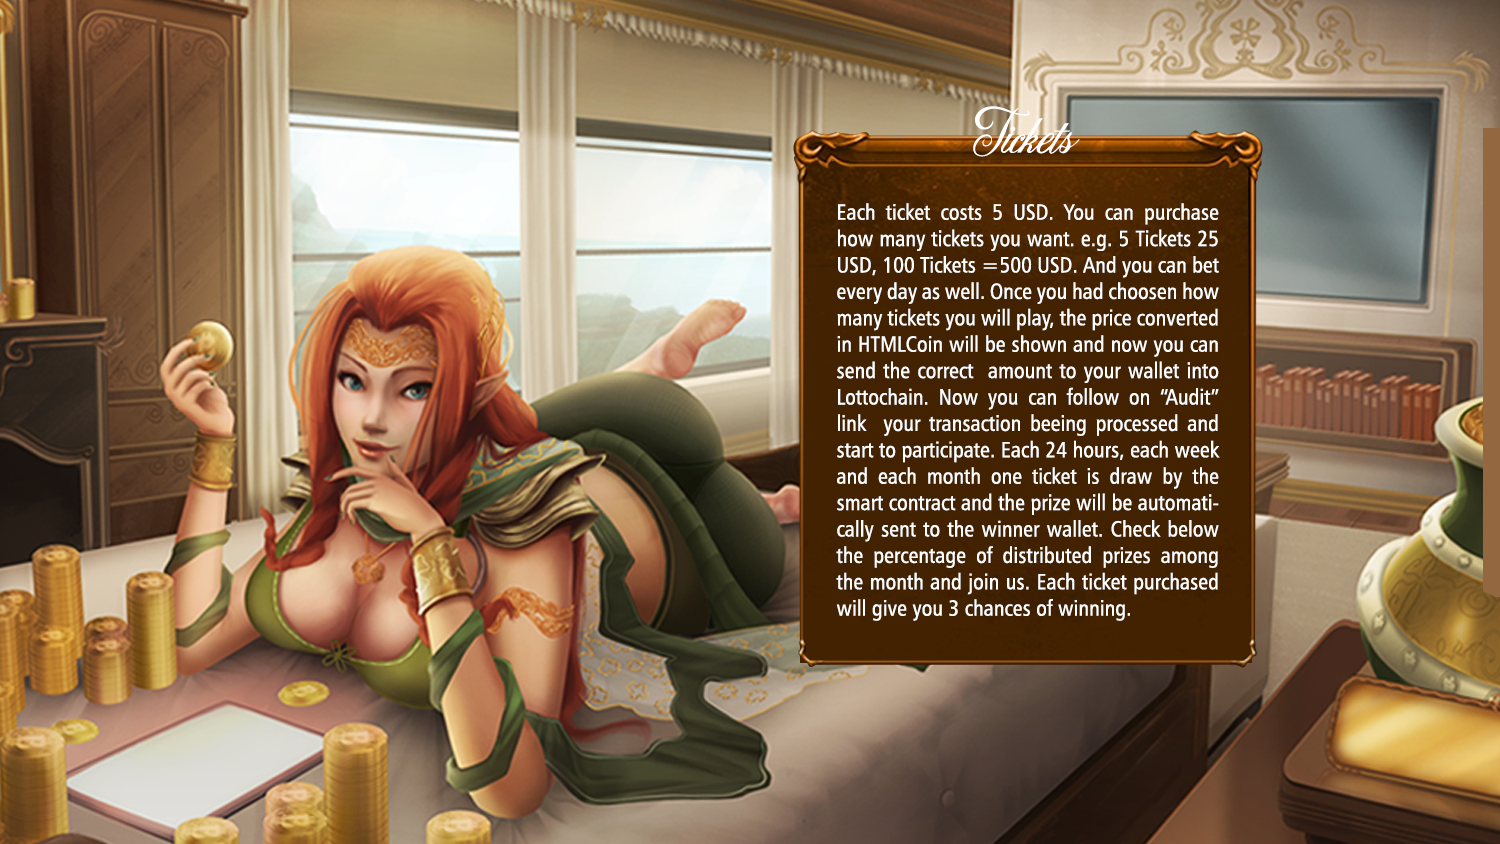 Tickets
Each ticket costs 5 USD. You can purchase
how many tickets you want. e.g. 5 Tickets 25
USD, 100 Tickets =500 USD. And you can bet
every day as well. Once you had choosen how
many tickets you will play, the price converted
in HTMLCoin will be shown and now you can
send the correct amount to your wallet into
Lottochain. Now you can follow on “Audit”
link your transaction beeing processed and
start to participate. Each 24 hours, each week
and each month one ticket is draw by the
smart contract and the prize will be automati-
cally sent to the winner wallet. Check below
the percentage of distributed prizes among
the month and join us. Each ticket purchased
will give you 3 chances of winning.